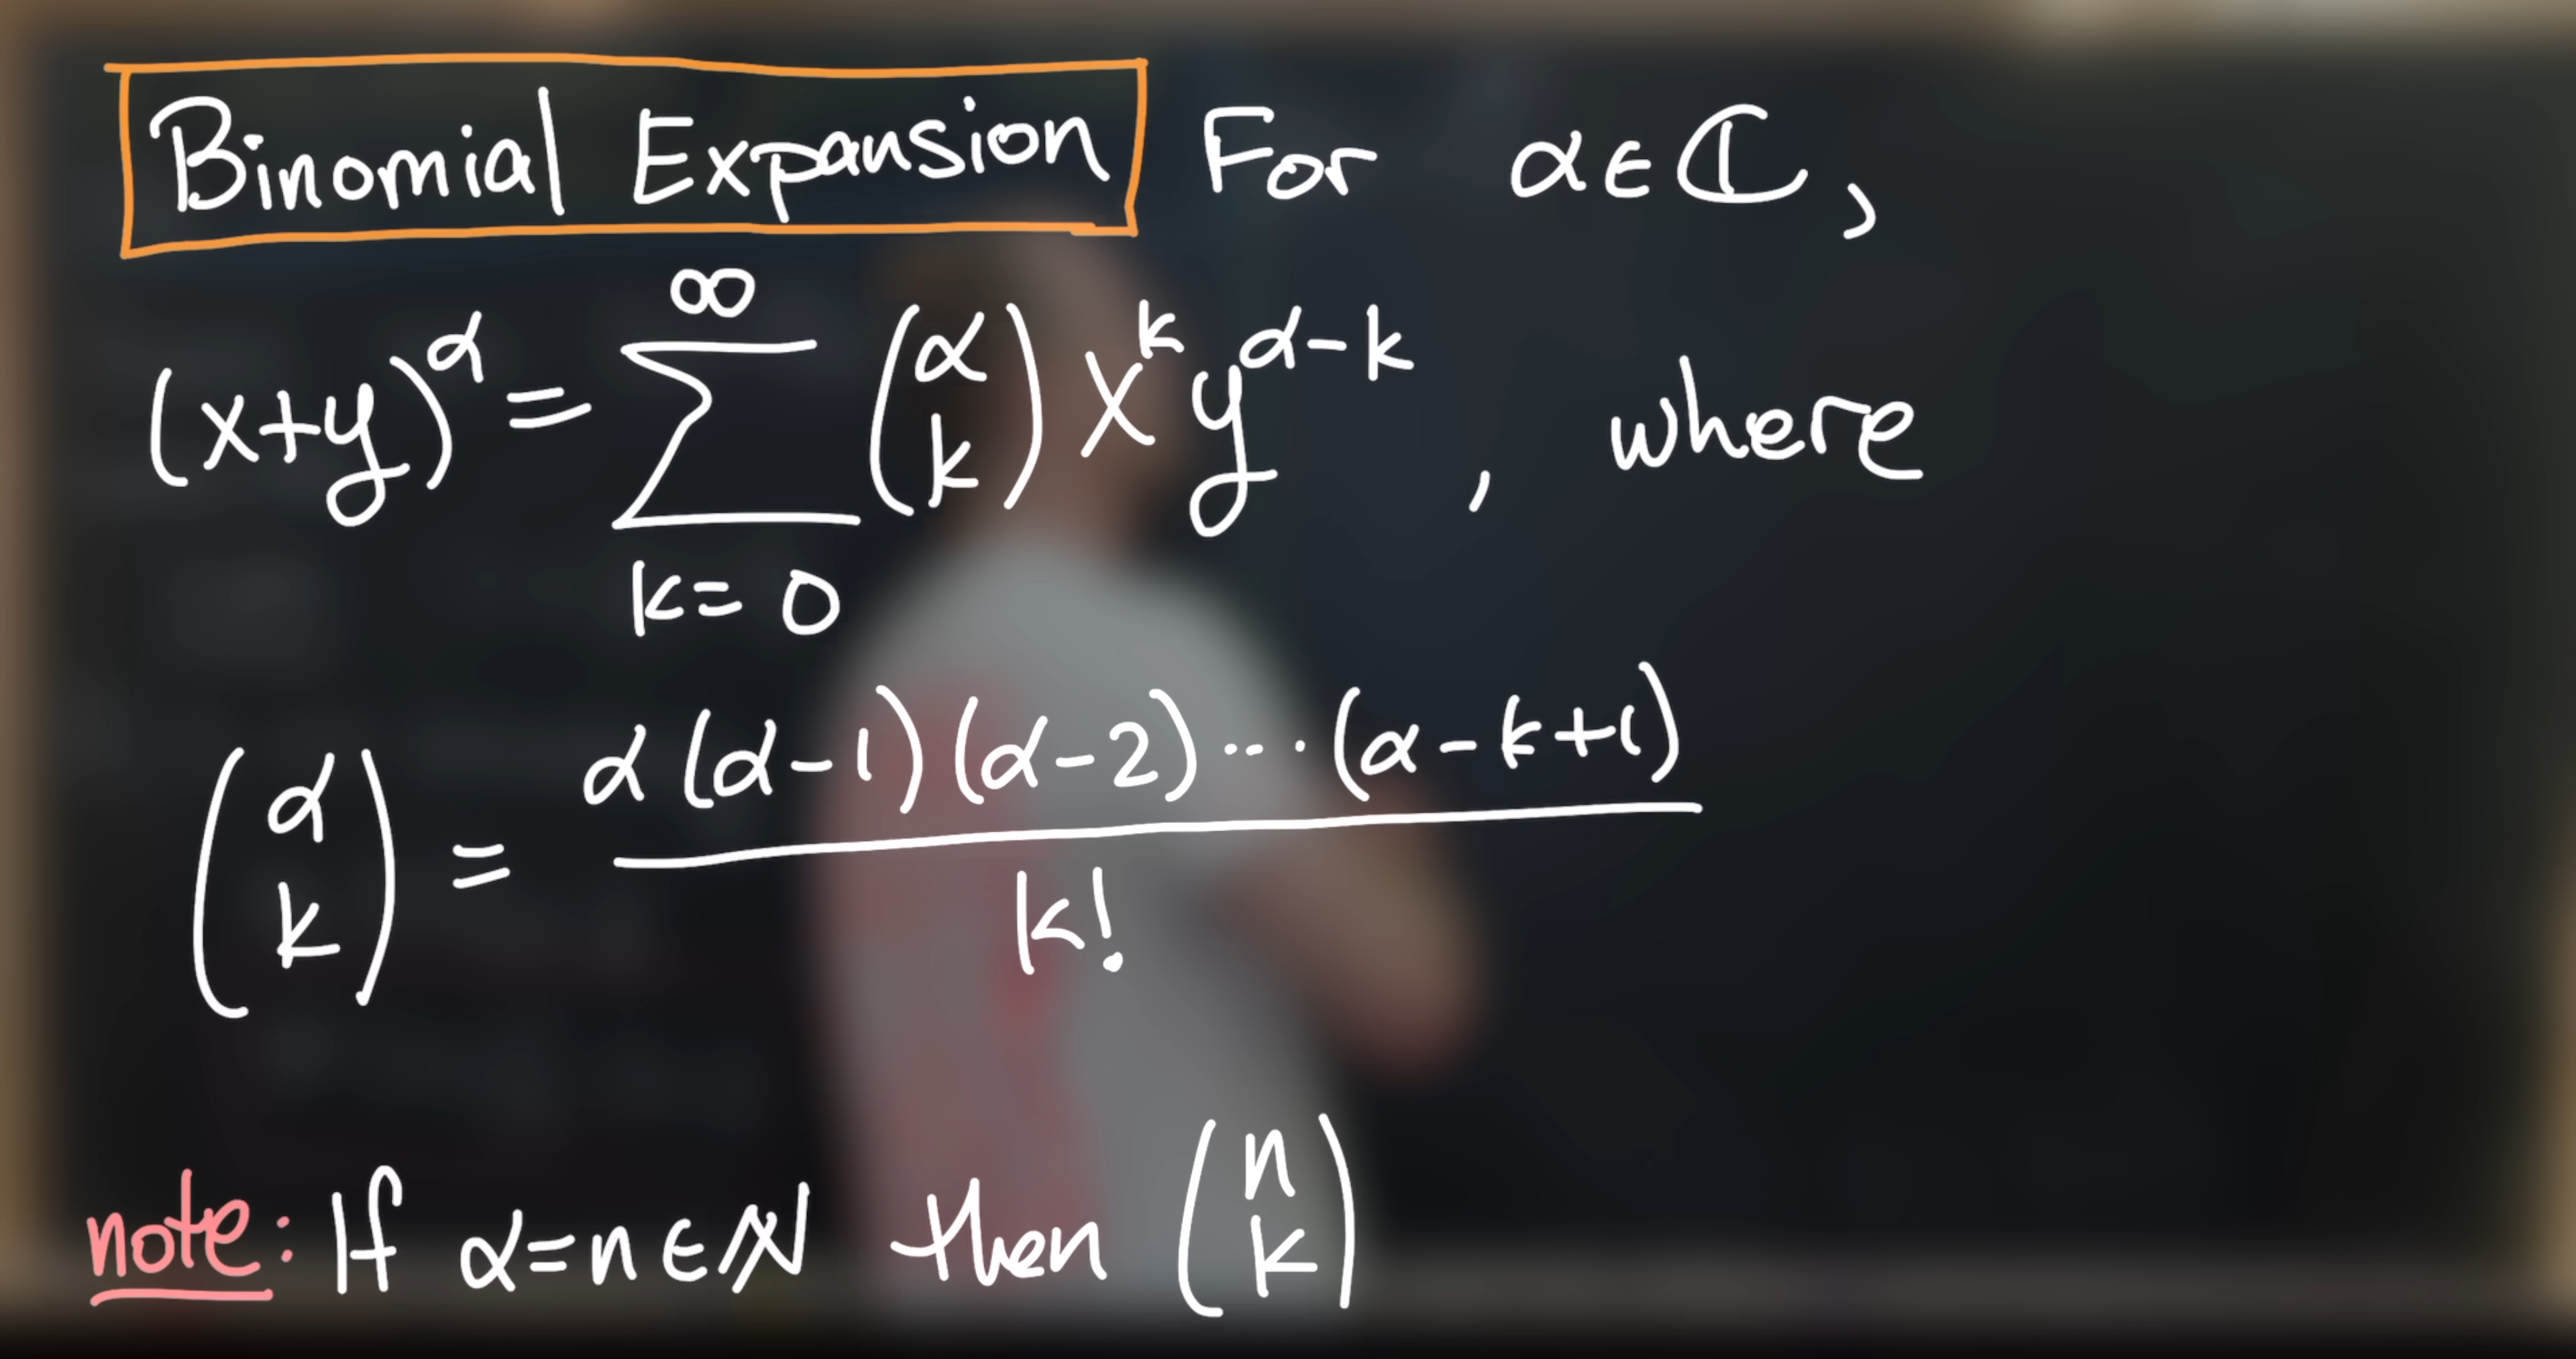 Binomial Expansion For α∈ℂ,
(x+y)^α = ∑_{k=0}^{∞} (α choose k) x^k y^{α-k}, where
(α choose k) = α(α-1)(α-2)···(α-k+1) / k!
note: If α=n∈ℕ then (n choose k)